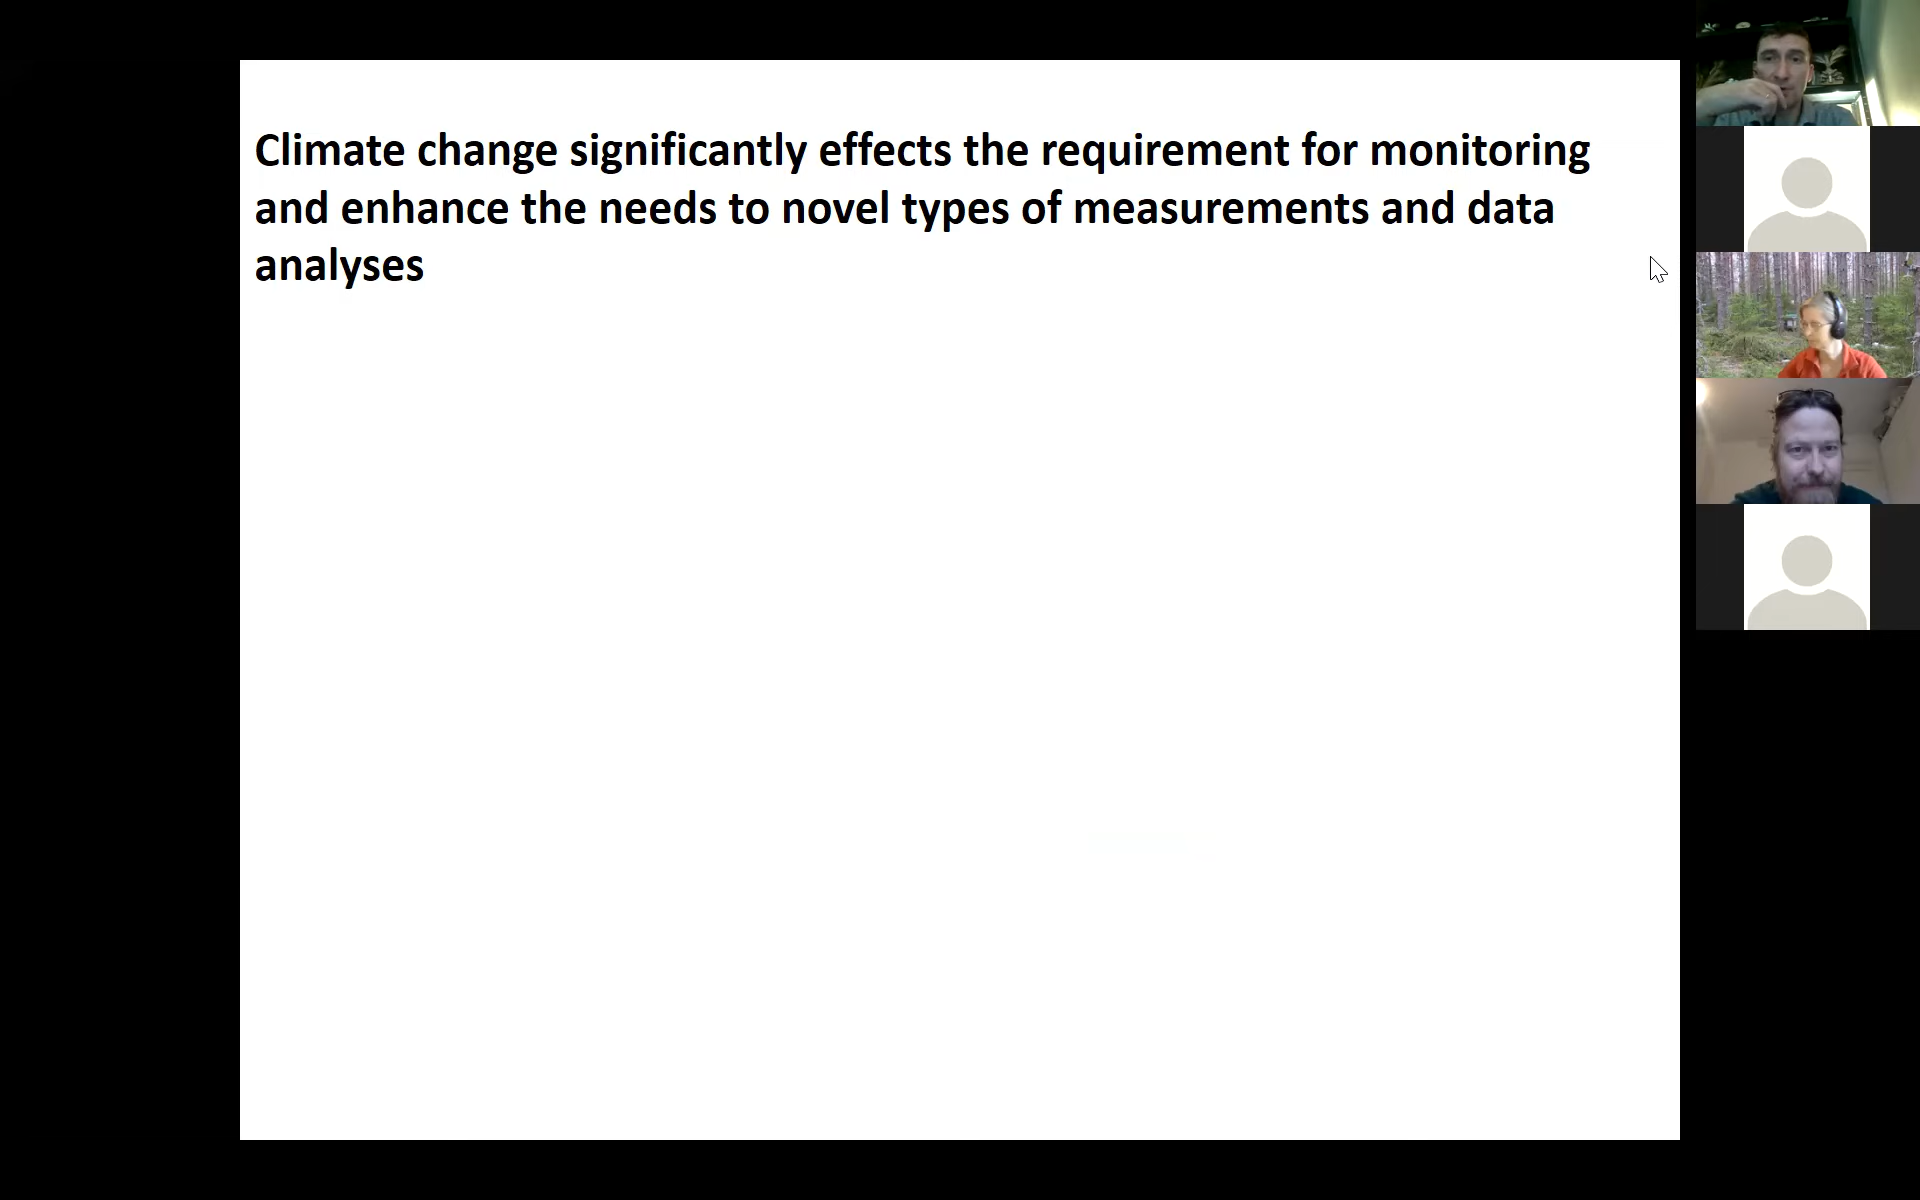 Climate change significantly effects the requirement for monitoring
and enhance the needs to novel types of measurements and data
analyses